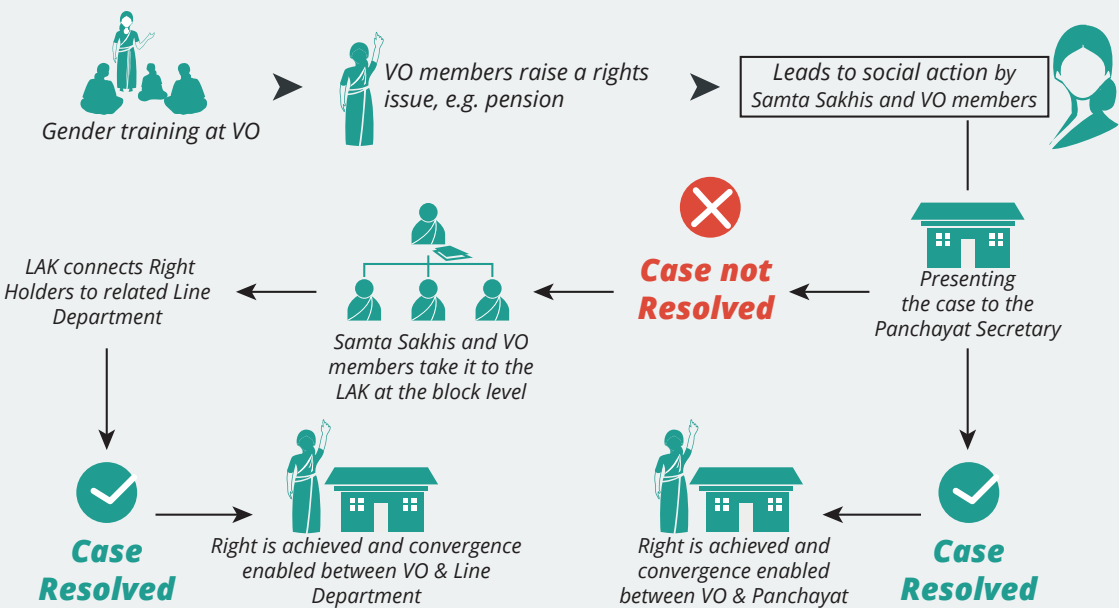 Gender training at VO
VO members raise a rights
issue, e.g. pension
Leads to social action by
Samta Sakhis and VO members
Presenting
the case to the
Panchayat Secretary
Case not
Resolved
Samta Sakhis and VO
members take it to the
LAK at the block level
LAK connects Right
Holders to related Line
Department
Case
Resolved
Right is achieved and convergence
enabled between VO & Line
Department
Right is achieved and
convergence enabled
between VO & Panchayat
Case
Resolved